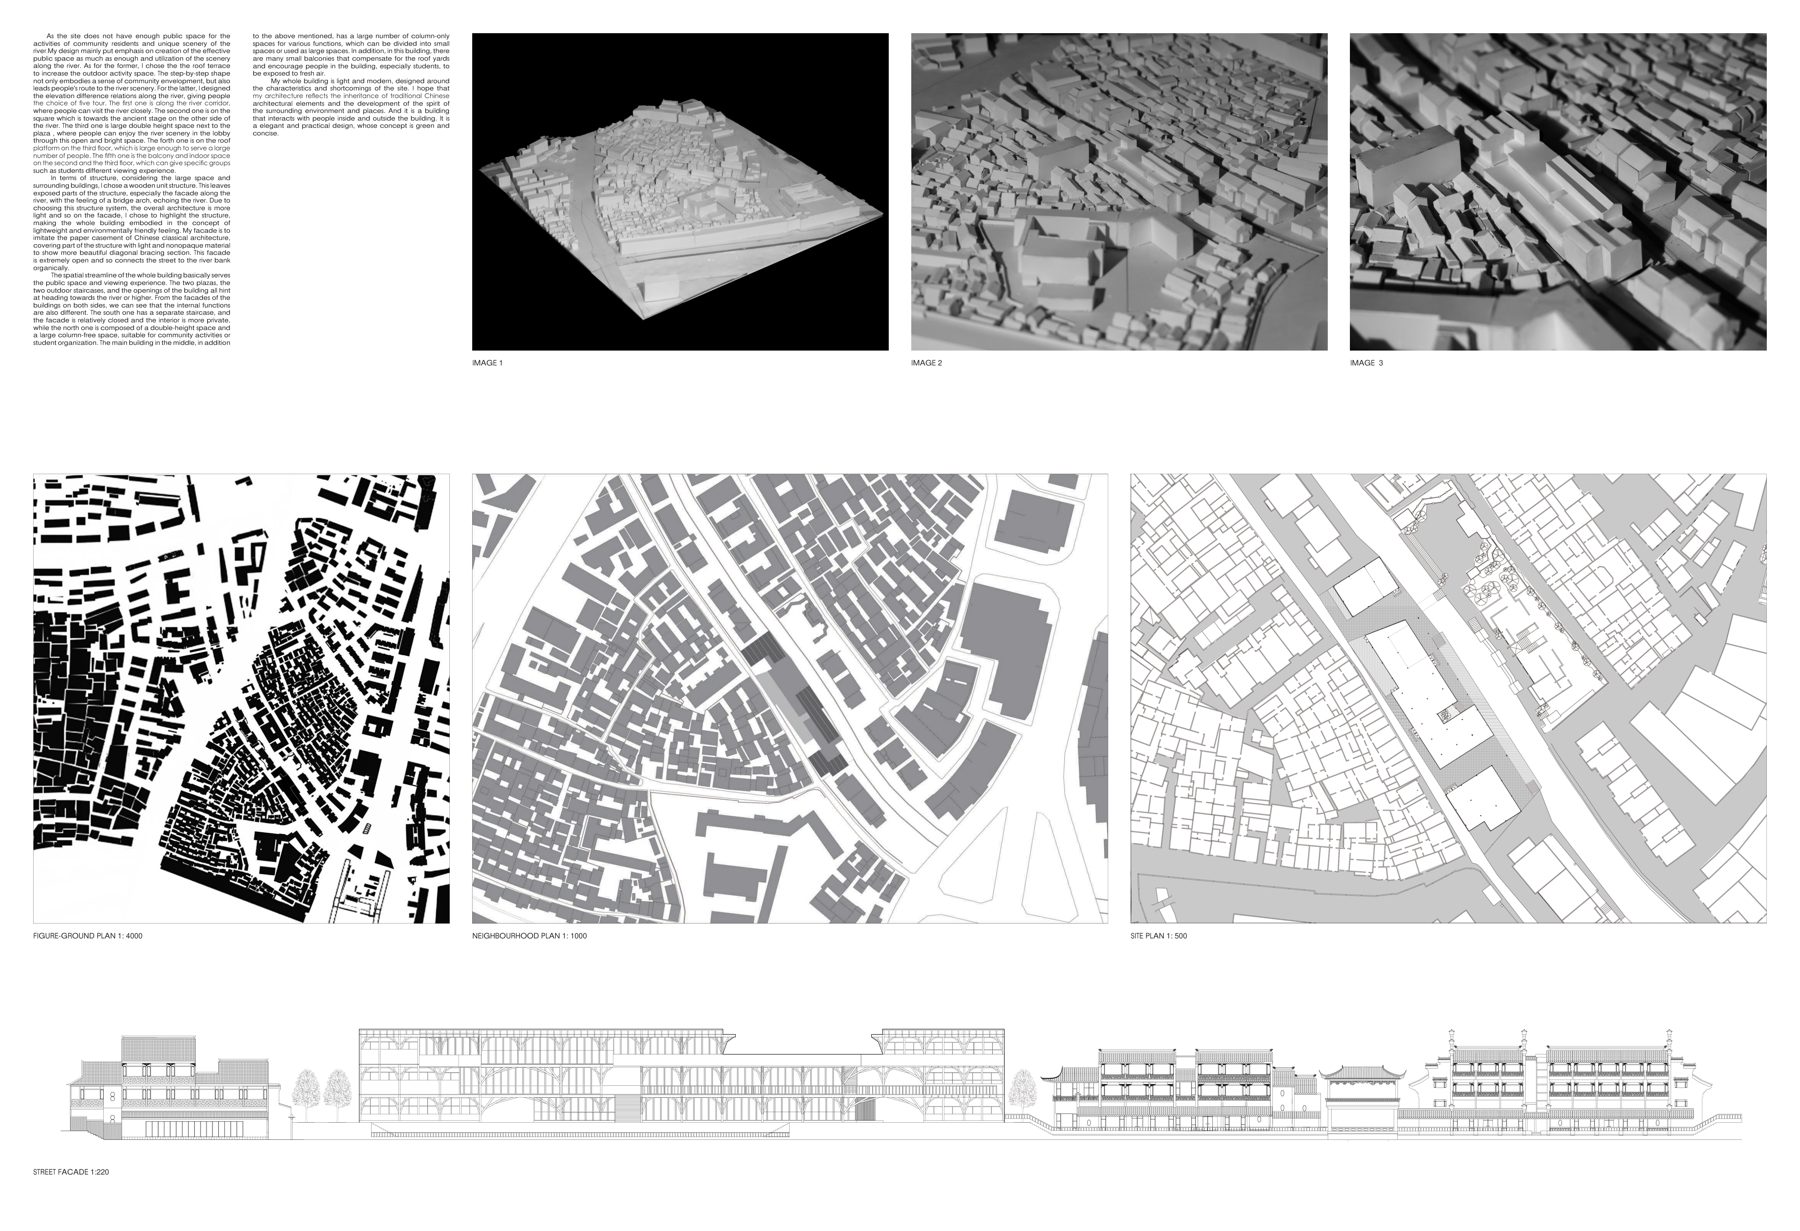 As the site does not have enough public space for the
activities of community residents and unique scenery of the
river.My design mainly put emphasis on creation of the effective
public space as much as enough and utilization of the scenery
along the river. As for the former, I chose the the roof terrace
to increase the outdoor activity space. The step-by-step shape
not only embodies a sense of community envelopment, but also
leads people's route to the river scenery. For the latter, I designed
the elevation difference relations along the river, giving people
the choice of five tour. The first one is along the river corridor,
where people can visit the river closely. The second one is on the
square which is towards the ancient stage on the other side of
the river. The third one is large double height space next to the
plaza , where people can enjoy the river scenery in the lobby
through this open and bright space. The forth one is on the roof
platform on the third floor, which is large enough to serve a large
number of people. The fifth one is the balcony and indoor space
on the second and the third floor, which can give specific groups
such as students different viewing experience.
In terms of structure, considering the large space and
surrounding buildings, I chose a wooden unit structure. This leaves
exposed parts of the structure, especially the facade along the
river, with the feeling of a bridge arch, echoing the river. Due to
choosing this structure system, the overall architecture is more
light and so on the facade, I chose to highlight the structure,
making the whole building embodied in the concept of
lightweight and environmentally friendly feeling. My facade is to
imitate the paper casement of Chinese classical architecture,
covering part of the structure with light and nonopaque material
to show more beautiful diagonal bracing section. This facade
is extremely open and so connects the street to the river bank
organically.
The spatial streamline of the whole building basically serves
the public space and viewing experience. The two plazas, the
two outdoor staircases, and the openings of the building all hint
at heading towards the river or higher. From the facades of the
buildings on both sides, we can see that the internal functions
are also different. The south one has a separate staircase, and
the facade is relatively closed and the interior is more private,
while the north one is composed of a double-height space and
a large column-free space, suitable for community activities or
student organization. The main building in the middle, in addition
to the above mentioned, has a large number of column-only
spaces for various functions, which can be divided into small
spaces or used as large spaces. In addition, in this building, there
are many small balconies that compensate for the roof yards
and encourage people in the building, especially students, to
be exposed to fresh air.
My whole building is light and modern, designed around
the characteristics and shortcomings of the site. I hope that
my architecture reflects the inheritance of traditional Chinese
architectural elements and the development of the spirit of
the surrounding environment and places. And it is a building
that interacts with people inside and outside the building. It is
a elegant and practical design, whose concept is green and
concise.
IMAGE 1
IMAGE 2
IMAGE 3
FIGURE-GROUND PLAN 1: 4000
NEIGHBOURHOOD PLAN 1: 1000
SITE PLAN 1: 500
STREET FACADE 1:220